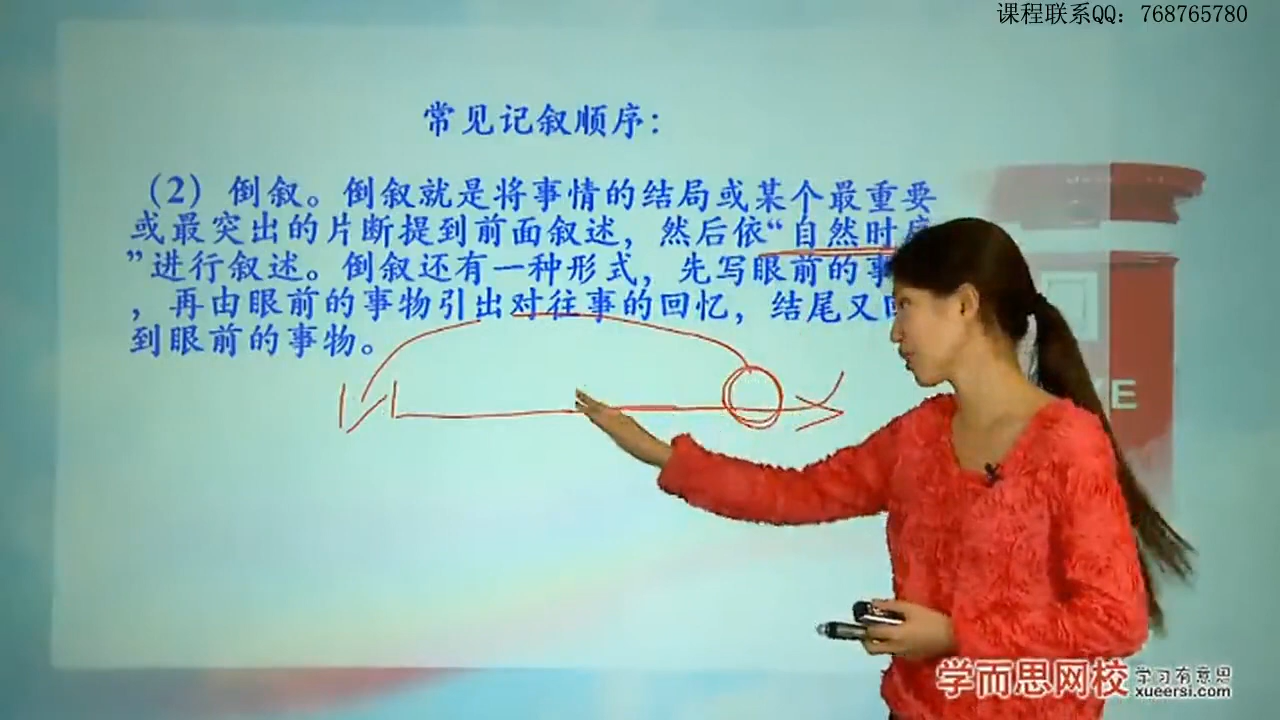 课程联系QQ：768765780
常见记叙顺序：
（2）倒叙。倒叙就是将事情的结局或某个最重要
或最突出的片断提到前面叙述，然后依“自然时
”进行叙述。倒叙还有一种形式，先写眼前的事
，再由眼前的事物引出对往事的回忆，结尾又
到眼前的事物。
E
学而思网校 学习有意思
xueersi.com